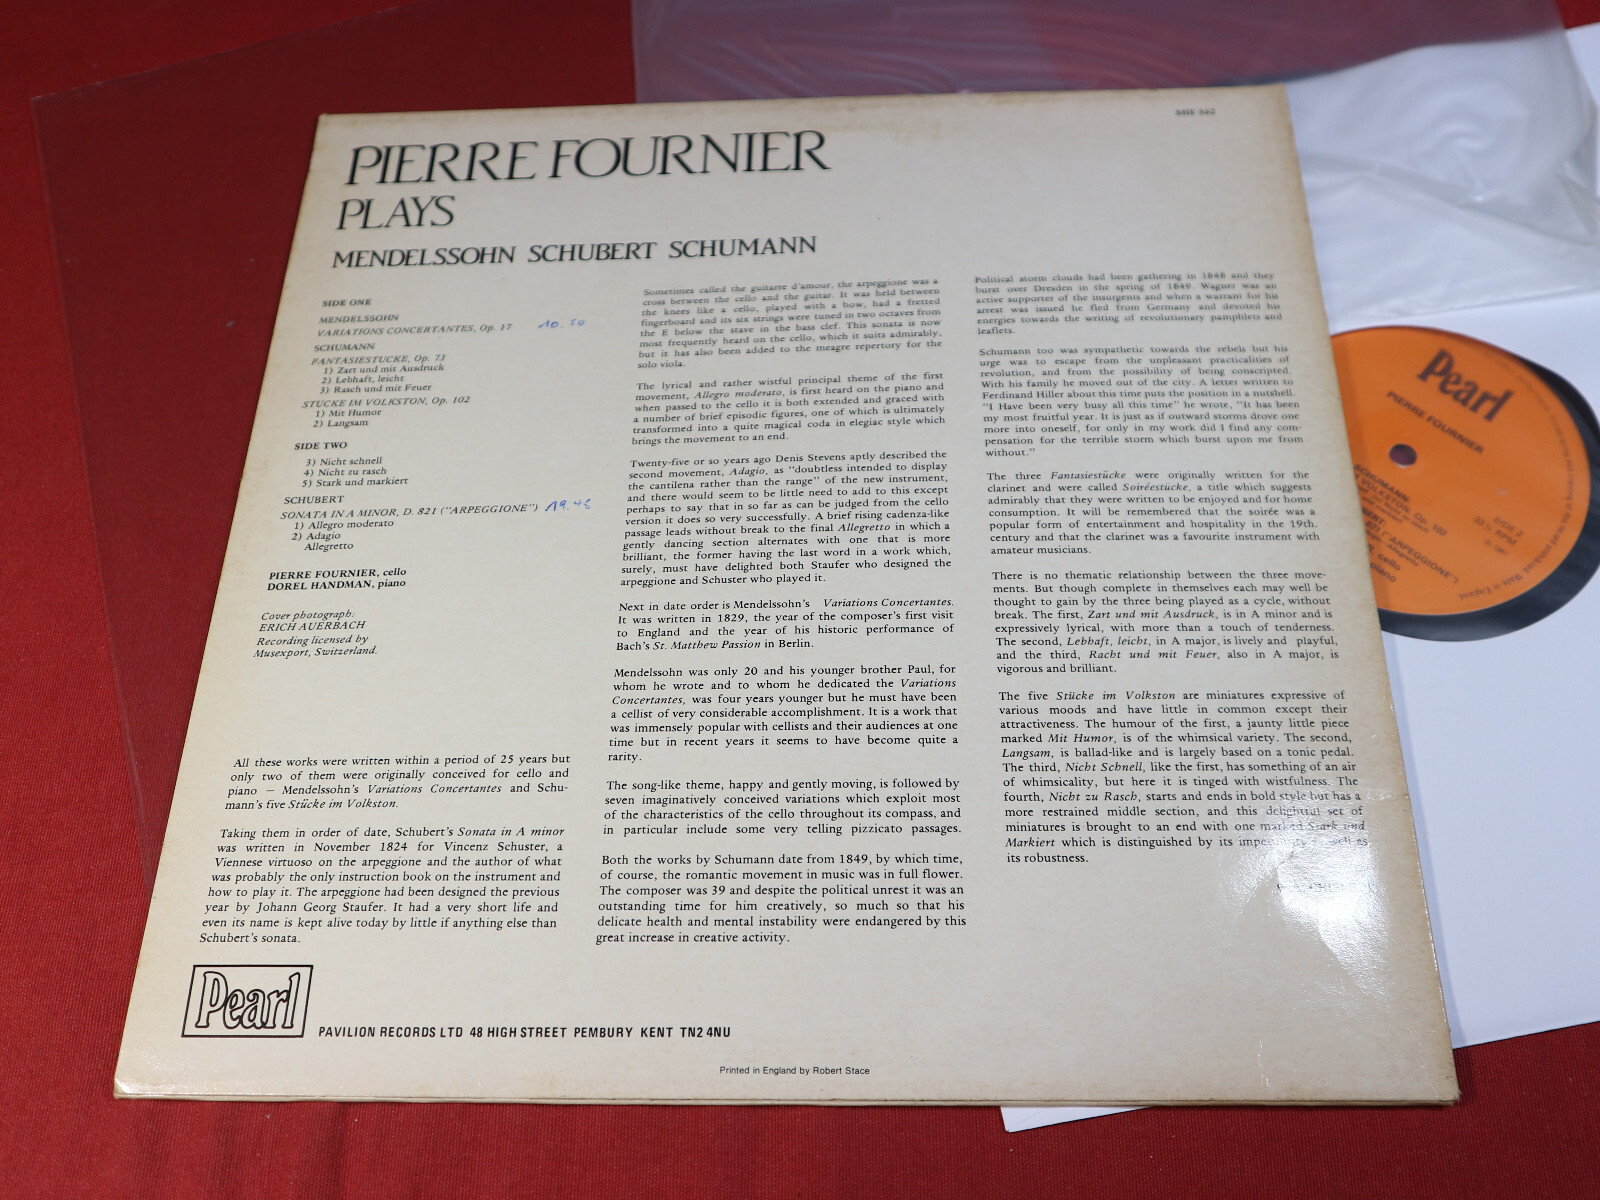 PIERRE FOURNIER
PLAYS
MENDELSSOHN SCHUBERT SCHUMANN
SIDE ONE
MENDELSSOHN
VARIATIONS CONCERTANTES, Op. 17 10.50
SCHUMANN
FANTASIESTUCKE, Op. 73
1) Zart und mit Ausdruck
2) Lebhaft, leicht
3) Rasch und mit Feuer
STUCKE IM VOLKSTON, Op. 102
1) Mit Humor
2) Langsam
SIDE TWO
3) Nicht schnell
4) Nicht zu rasch
5) Stark und markiert
SCHUBERT
SONATA IN A MINOR, D. 821 ("ARPEGGIONE")
1) Allegro moderato
2) Adagio
Allegretto
PIERRE FOURNIER, cello
DOREL HANDMAN, piano
Cover photograph:
ERICH AUERBACH
Recording licensed by
Musexport, Switzerland.
All these works were written within a period of 25 years but
only two of them were originally conceived for cello and
piano — Mendelssohn's Variations Concertantes and Schu-
mann's five Stücke im Volkston.
Taking them in order of date, Schubert's Sonata in A minor
was written in November 1824 for Vincenz Schuster, a
Viennese virtuoso on the arpeggione and the author of what
was probably the only instruction book on the instrument and
how to play it. The arpeggione had been designed the previous
year by Johann Georg Staufer. It had a very short life and
even its name is kept alive today by little if anything else than
Schubert's sonata.
Sometimes called the guitarre d'amour, the arpeggione was a
cross between the cello and the guitar. It was held between
the knees like a cello, played with a bow, had a fretted
fingerboard and its six strings were tuned in two octaves from
the E below the stave in the bass clef. This sonata is now
most frequently heard on the cello, which it suits admirably,
but it has also been added to the meagre repertory for the
solo viola.
The lyrical and rather wistful principal theme of the first
movement, Allegro moderato, is first heard on the piano and
when passed to the cello it is both extended and graced with
a number of brief episodic figures, one of which is ultimately
transformed into a quite magical coda in elegiac style which
brings the movement to an end.
Twenty-five or so years ago Denis Stevens aptly described the
second movement, Adagio, as "doubtless intended to display
the cantilena rather than the range" of the new instrument,
and there would seem to be little need to add to this except
perhaps to say that in so far as can be judged from the cello
version it does so very successfully. A brief rising cadenza-like
passage leads without break to the final Allegretto in which a
gently dancing section alternates with one that is more
brilliant, the former having the last word in a work which,
surely, must have delighted both Staufer who designed the
arpeggione and Schuster who played it.
Next in date order is Mendelssohn's Variations Concertantes.
It was written in 1829, the year of the composer's first visit
to England and the year of his historic performance of
Bach's St. Matthew Passion in Berlin.
Mendelssohn was only 20 and his younger brother Paul, for
whom he wrote and to whom he dedicated the Variations
Concertantes, was four years younger but he must have been
a cellist of very considerable accomplishment. It is a work that
was immensely popular with cellists and their audiences at one
time but in recent years it seems to have become quite a
rarity.
The song-like theme, happy and gently moving, is followed by
seven imaginatively conceived variations which exploit most
of the characteristics of the cello throughout its compass, and
in particular include some very telling pizzicato passages.
Both the works by Schumann date from 1849, by which time,
of course, the romantic movement in music was in full flower.
The composer was 39 and despite the political unrest it was an
outstanding time for him creatively, so much so that his
delicate health and mental instability were endangered by this
great increase in creative activity.
Political storm clouds had been gathering in 1848 and they
burst over Dresden in the spring of 1849. Wagner was an
active supporter of the insurgents and when a warrant for his
arrest was issued he fled from Germany and devoted his
energies towards the writing of revolutionary pamphlets and
leaflets.
Schumann too was sympathetic towards the rebels but his
urge was to escape from the unpleasant practicalities of
revolution, and from the possibility of being conscripted.
With his family he moved out of the city. A letter written to
Ferdinand Hiller about this time puts the position in a nutshell.
"I Have been very busy all this time" he wrote, "It has been
my most fruitful year. It is just as if outward storms drove one
more into oneself, for only in my work did I find any com-
pensation for the terrible storm which burst upon me from
without."
The three Fantasiestücke were originally written for the
clarinet and were called Soiréestücke, a title which suggests
admirably that they were written to be enjoyed and for home
consumption. It will be remembered that the soirée was a
popular form of entertainment and hospitality in the 19th.
century and that the clarinet was a favourite instrument with
amateur musicians.
There is no thematic relationship between the three move-
ments. But though complete in themselves each may well be
thought to gain by the three being played as a cycle, without
break. The first, Zart und mit Ausdruck, is in A minor and is
expressively lyrical, with more than a touch of tenderness.
The second, Lebhaft, leicht, in A major, is lively and playful,
and the third, Racht und mit Feuer, also in A major, is
vigorous and brilliant.
The five Stücke im Volkston are miniatures expressive of
various moods and have little in common except their
attractiveness. The humour of the first, a jaunty little piece
marked Mit Humor, is of the whimsical variety. The second,
Langsam, is ballad-like and is largely based on a tonic pedal.
The third, Nicht Schnell, like the first, has something of an air
of whimsicality, but here it is tinged with wistfulness. The
fourth, Nicht zu Rasch, starts and ends in bold style but has a
more restrained middle section, and this delightful set of
miniatures is brought to an end with one marked Stark und
Markiert which is distinguished by its as
its robustness.
Pearl
PAVILION RECORDS LTD 48 HIGH STREET PEMBURY KENT TN2 4NU
Printed in England by Robert Stace
Pearl
PIERRE FOURNIER
SCHUMANN:
VOLKSTON, Op. 102
SIDE 2
33⅓ RPM
ARPEGGIONE")
cello
piano